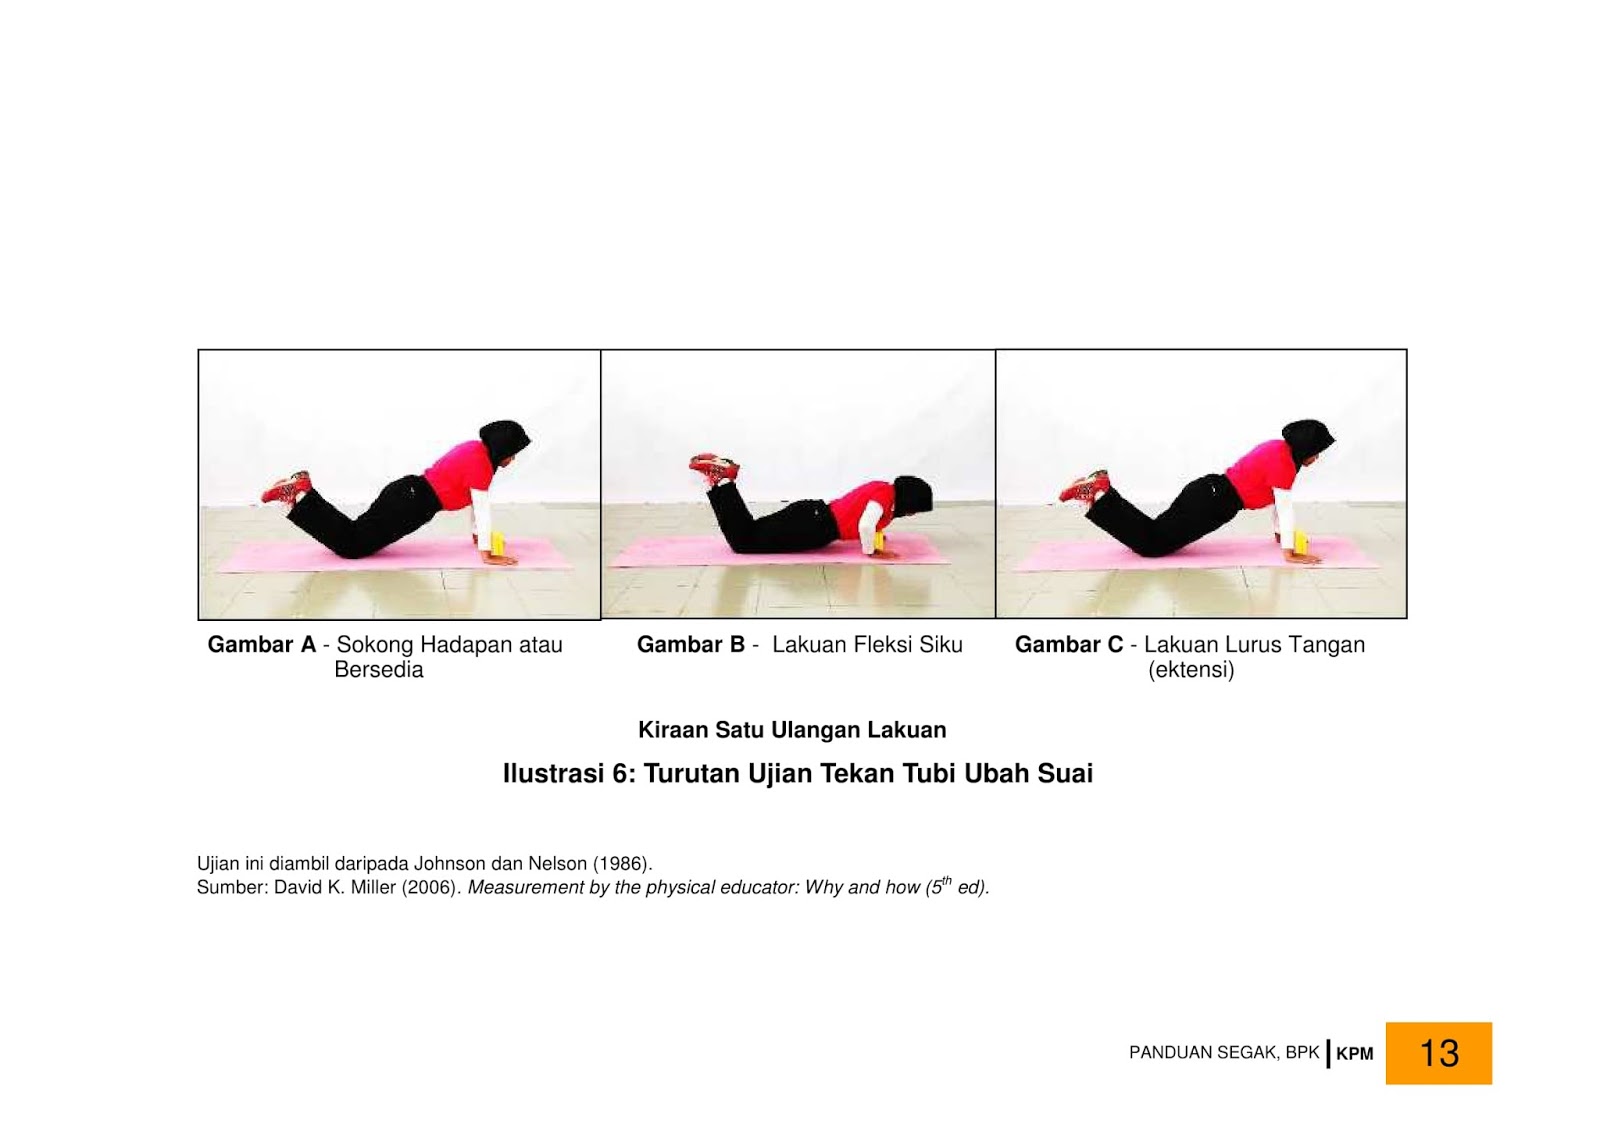 Gambar A - Sokong Hadapan atau
Bersedia
Gambar B - Lakuan Fleksi Siku
Gambar C - Lakuan Lurus Tangan
(ektensi)
Kiraan Satu Ulangan Lakuan
Ilustrasi 6: Turutan Ujian Tekan Tubi Ubah Suai
Ujian ini diambil daripada Johnson dan Nelson (1986).
Sumber: David K. Miller (2006). Measurement by the physical educator: Why and how (5th ed).
PANDUAN SEGAK, BPK KPM 13